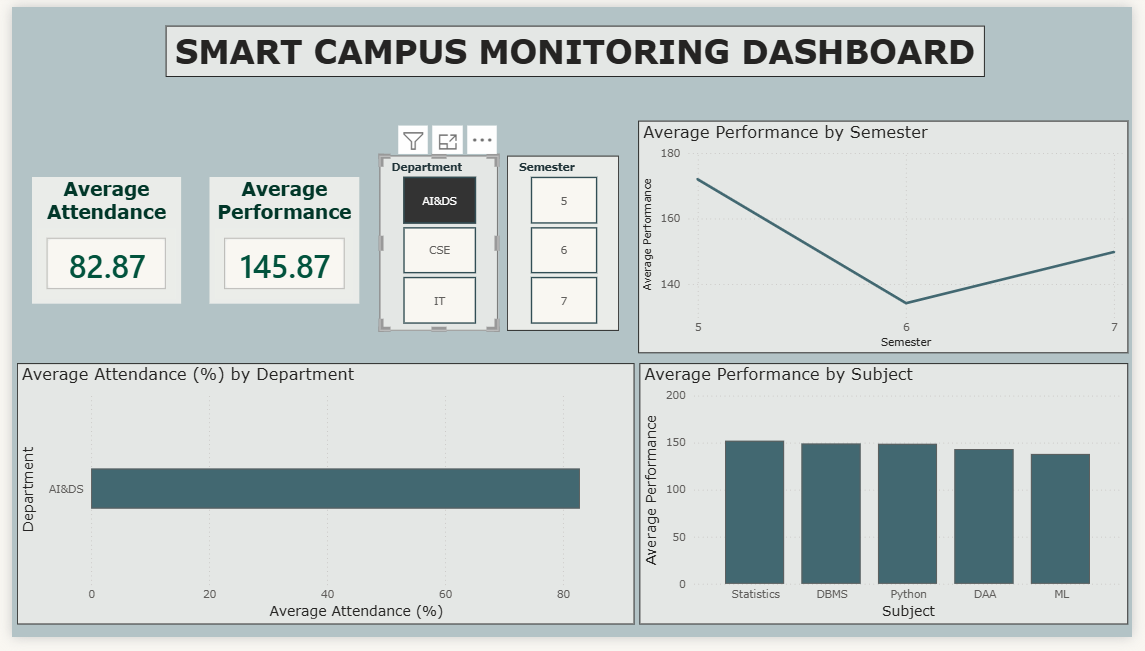 SMART CAMPUS MONITORING DASHBOARD
Average
Attendance
82.87
Average
Performance
145.87
Department
AI&DS
CSE
IT
Semester
5
6
7
Average Performance by Semester
Average Performance
180
160
140
5 6 7
Semester
Average Attendance (%) by Department
Department
AI&DS
0 20 40 60 80
Average Attendance (%)
Average Performance by Subject
Average Performance
200
150
100
50
0
Statistics DBMS Python DAA ML
Subject